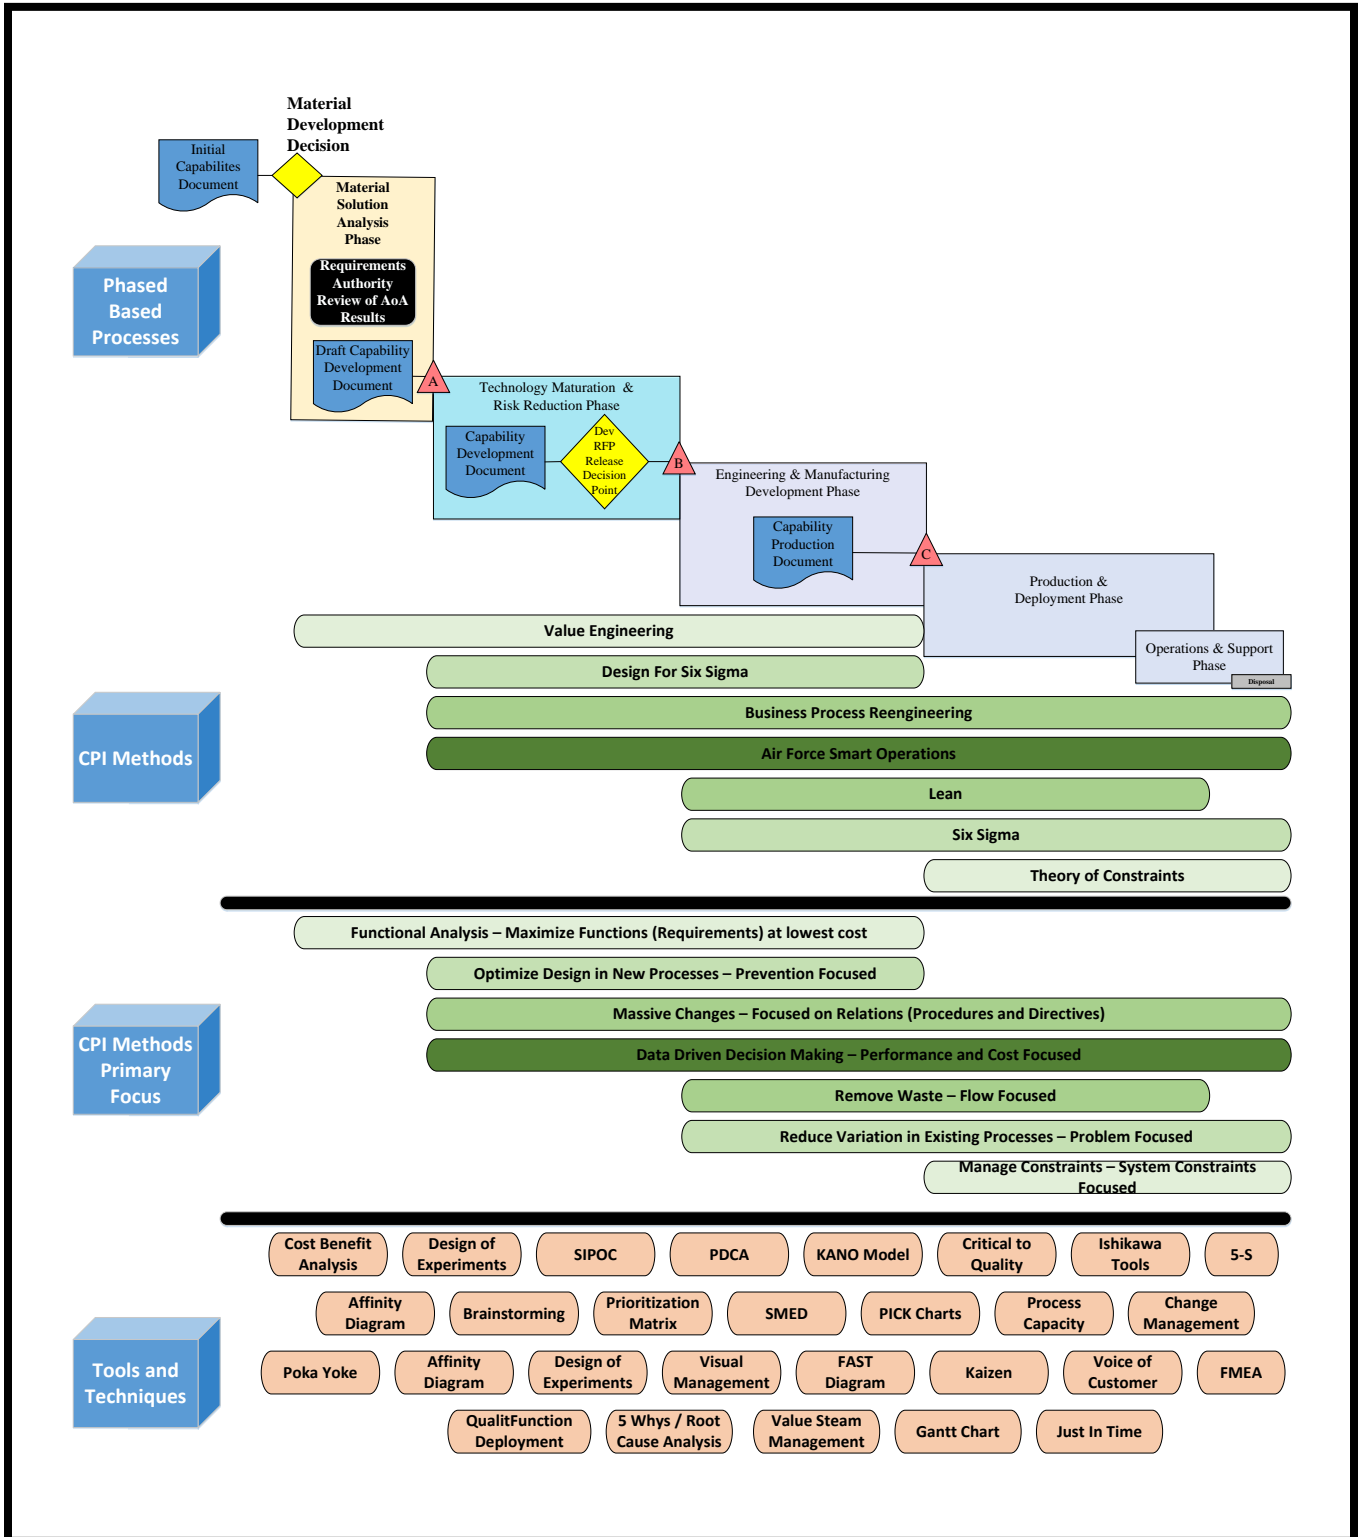 Material
Development
Decision
Initial
Capabilites
Document
Material
Solution
Analysis
Phase
Requirements
Authority
Review of AoA
Results
Draft Capability
Development
Document
A
Phased
Based
Processes
Technology Maturation &
Risk Reduction Phase
Capability
Development
Document
Dev
RFP
Release
Decision
Point
B
Engineering & Manufacturing
Development Phase
Capability
Production
Document
C
Production &
Deployment Phase
Operations & Support
Phase
Disposal
CPI Methods
Value Engineering
Design For Six Sigma
Business Process Reengineering
Air Force Smart Operations
Lean
Six Sigma
Theory of Constraints
CPI Methods
Primary
Focus
Functional Analysis – Maximize Functions (Requirements) at lowest cost
Optimize Design in New Processes – Prevention Focused
Massive Changes – Focused on Relations (Procedures and Directives)
Data Driven Decision Making – Performance and Cost Focused
Remove Waste – Flow Focused
Reduce Variation in Existing Processes – Problem Focused
Manage Constraints – System Constraints
Focused
Tools and
Techniques
Cost Benefit
Analysis
Design of
Experiments
SIPOC
PDCA
KANO Model
Critical to
Quality
Ishikawa
Tools
5-S
Affinity
Diagram
Brainstorming
Prioritization
Matrix
SMED
PICK Charts
Process
Capacity
Change
Management
Poka Yoke
Affinity
Diagram
Design of
Experiments
Visual
Management
FAST
Diagram
Kaizen
Voice of
Customer
FMEA
QualitFunction
Deployment
5 Whys / Root
Cause Analysis
Value Steam
Management
Gantt Chart
Just In Time